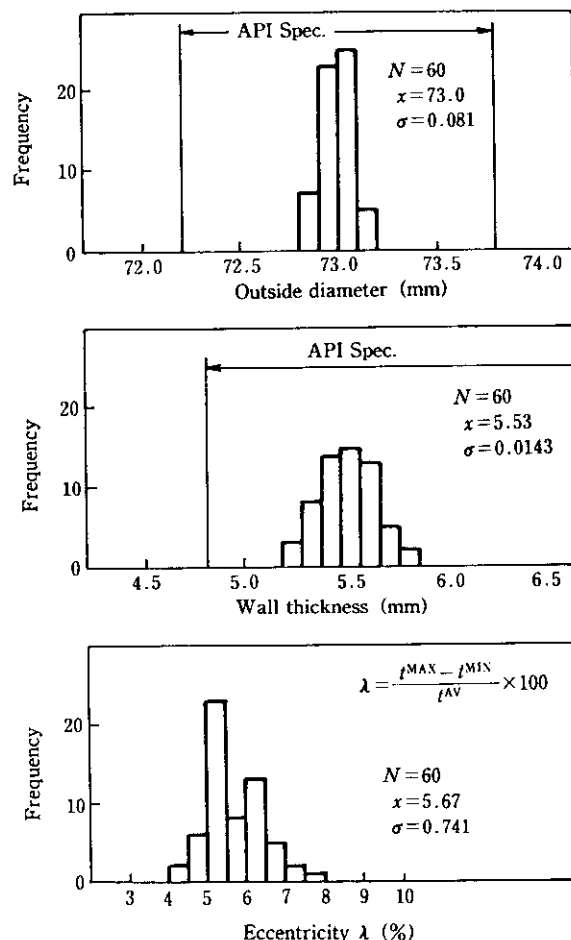 API Spec.
N=60
x=73.0
σ=0.081
Frequency
20
10
0
72.0 72.5 73.0 73.5 74.0
Outside diameter (mm)
API Spec.
N=60
x=5.53
σ=0.0143
Frequency
20
10
0
4.5 5.0 5.5 6.0 6.5
Wall thickness (mm)
λ = (t^MAX − t^MIN) / t^AV × 100
N=60
x=5.67
σ=0.741
Frequency
20
10
0
3 4 5 6 7 8 9 10
Eccentricity λ (%)